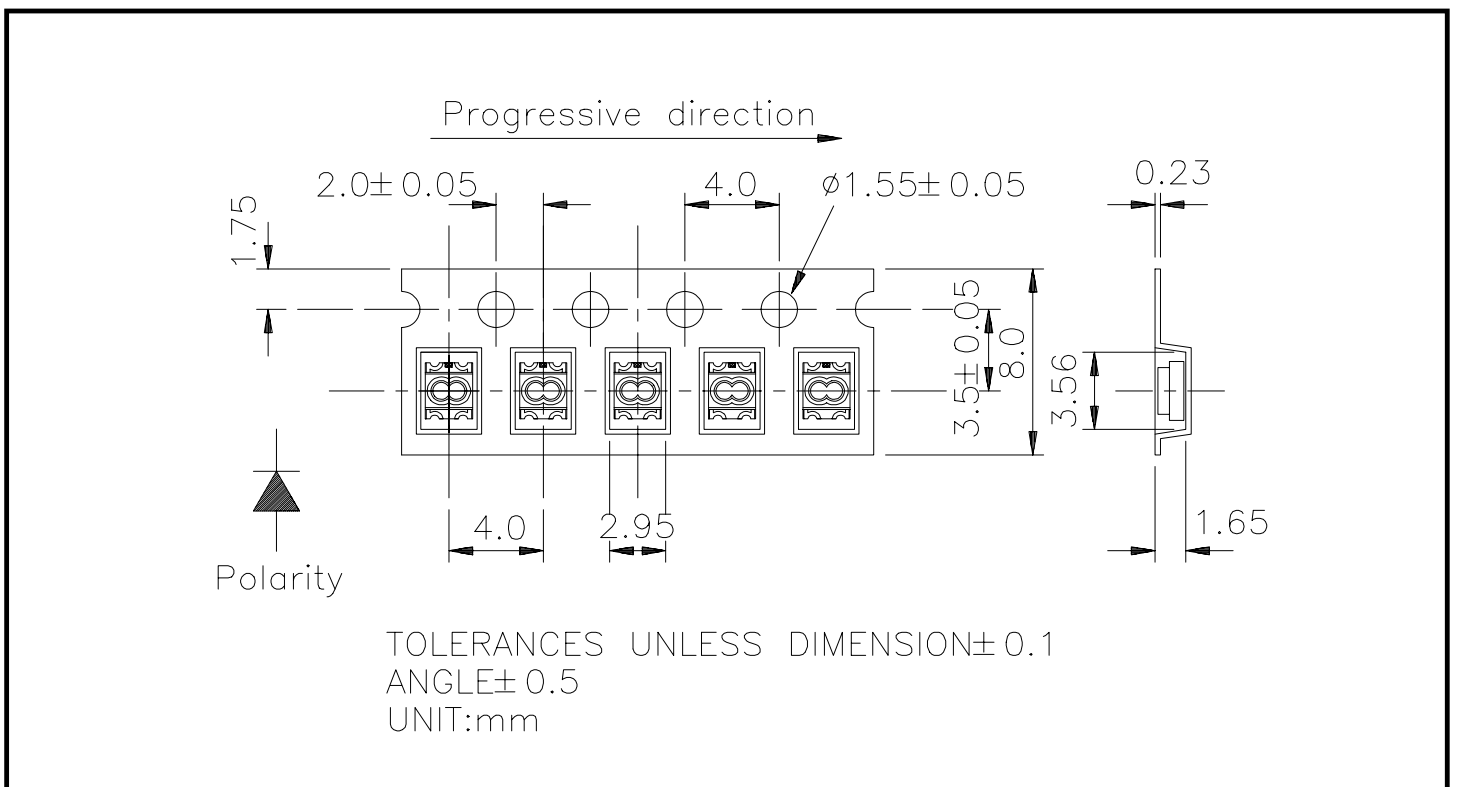 Progressive direction
2.0±0.05
4.0
ø1.55±0.05
0.23
1.75
3.5±0.05
8.0
3.56
4.0
2.95
1.65
Polarity
TOLERANCES UNLESS DIMENSION±0.1
ANGLE±0.5
UNIT:mm